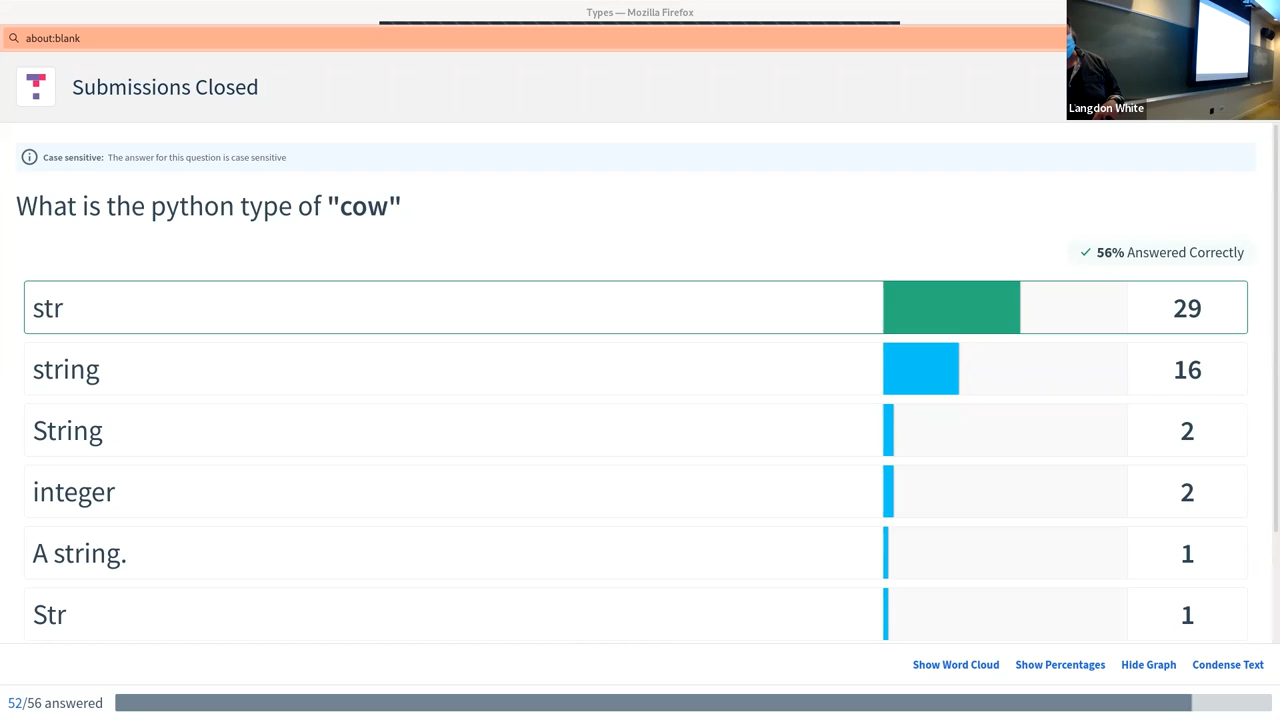 Types — Mozilla Firefox
about:blank
Submissions Closed
Langdon White
Case sensitive: The answer for this question is case sensitive
What is the python type of "cow"
56% Answered Correctly
str 29
string 16
String 2
integer 2
A string. 1
Str 1
Show Word Cloud Show Percentages Hide Graph Condense Text
52/56 answered